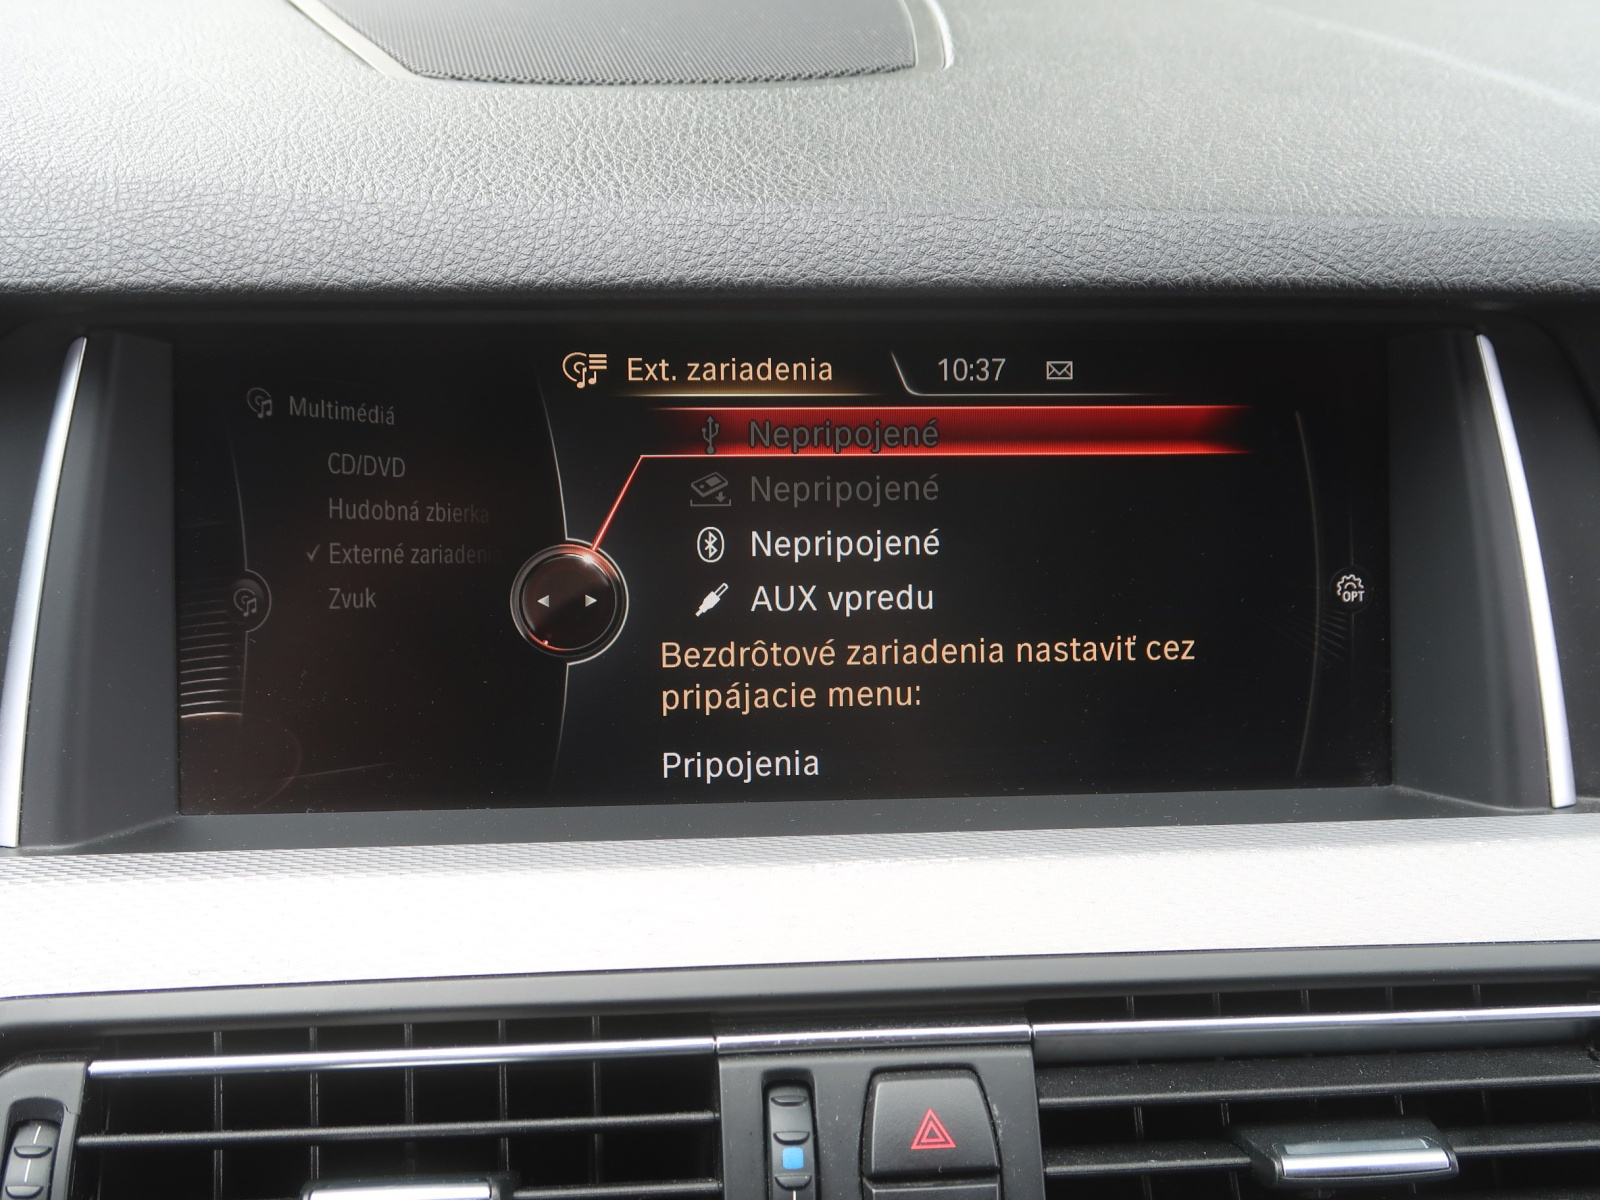 Ext. zariadenia
10:37
Multimédiá
CD/DVD
Hudobná zbierka
Externé zariadenia
Zvuk
Nepripojené
Nepripojené
Nepripojené
AUX vpredu
Bezdrôtové zariadenia nastaviť cez
pripájacie menu:
Pripojenia
OPT